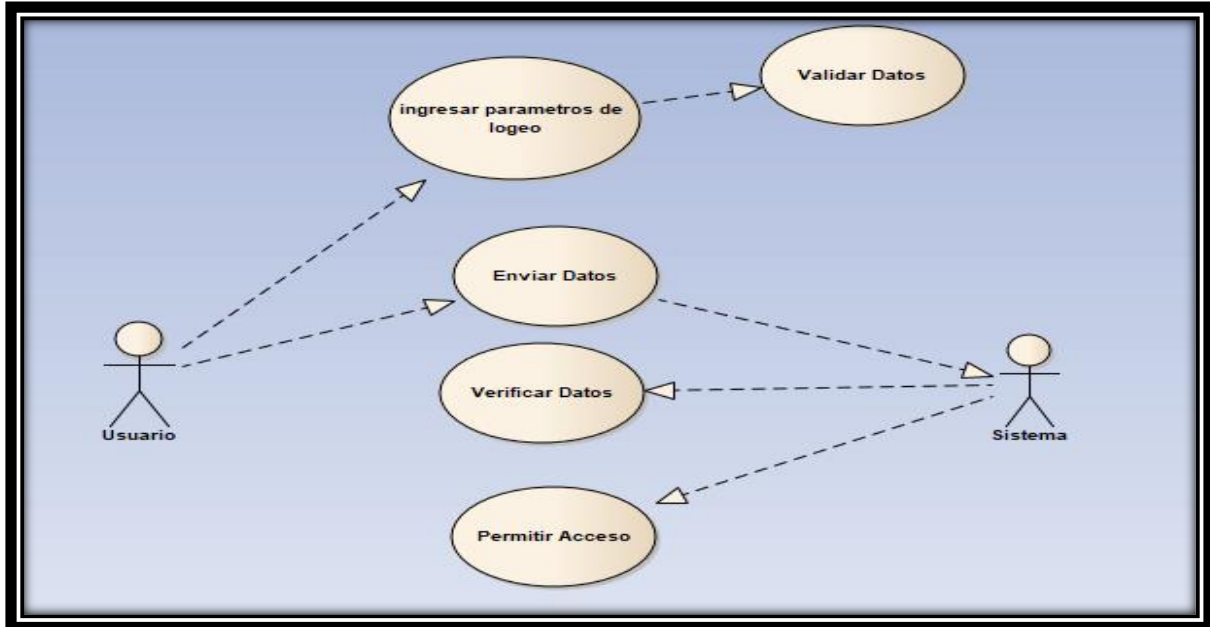 Validar Datos
ingresar parametros de
logeo
Enviar Datos
Verificar Datos
Usuario
Sistema
Permitir Acceso